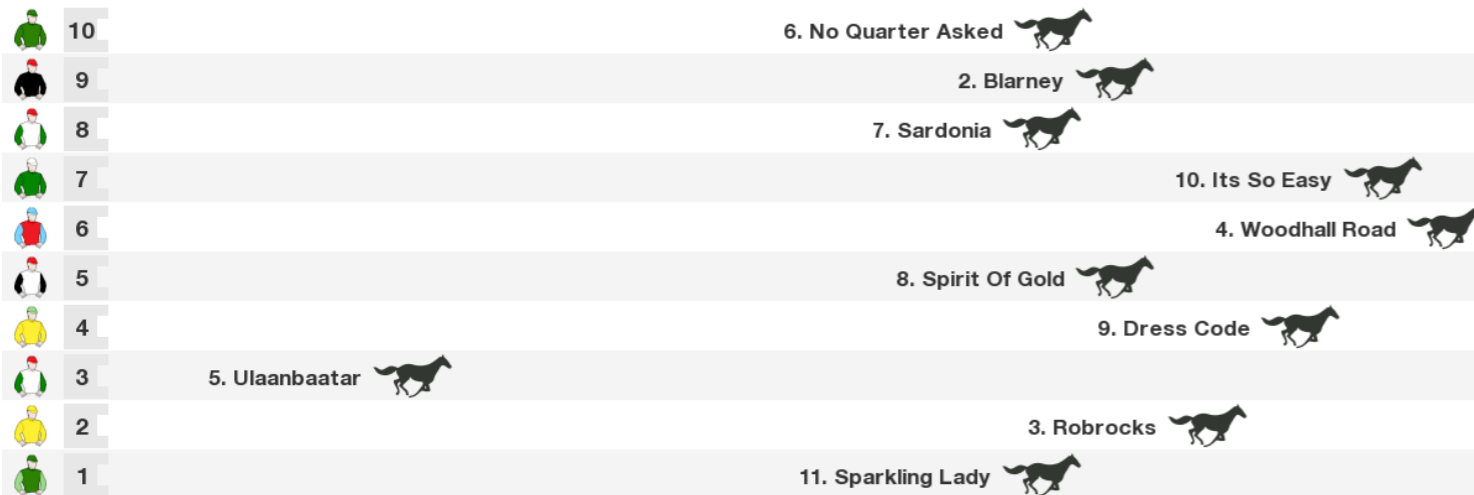 10 6. No Quarter Asked
9 2. Blarney
8 7. Sardonia
7 10. Its So Easy
6 4. Woodhall Road
5 8. Spirit Of Gold
4 9. Dress Code
3 5. Ulaanbaatar
2 3. Robrocks
1 11. Sparkling Lady